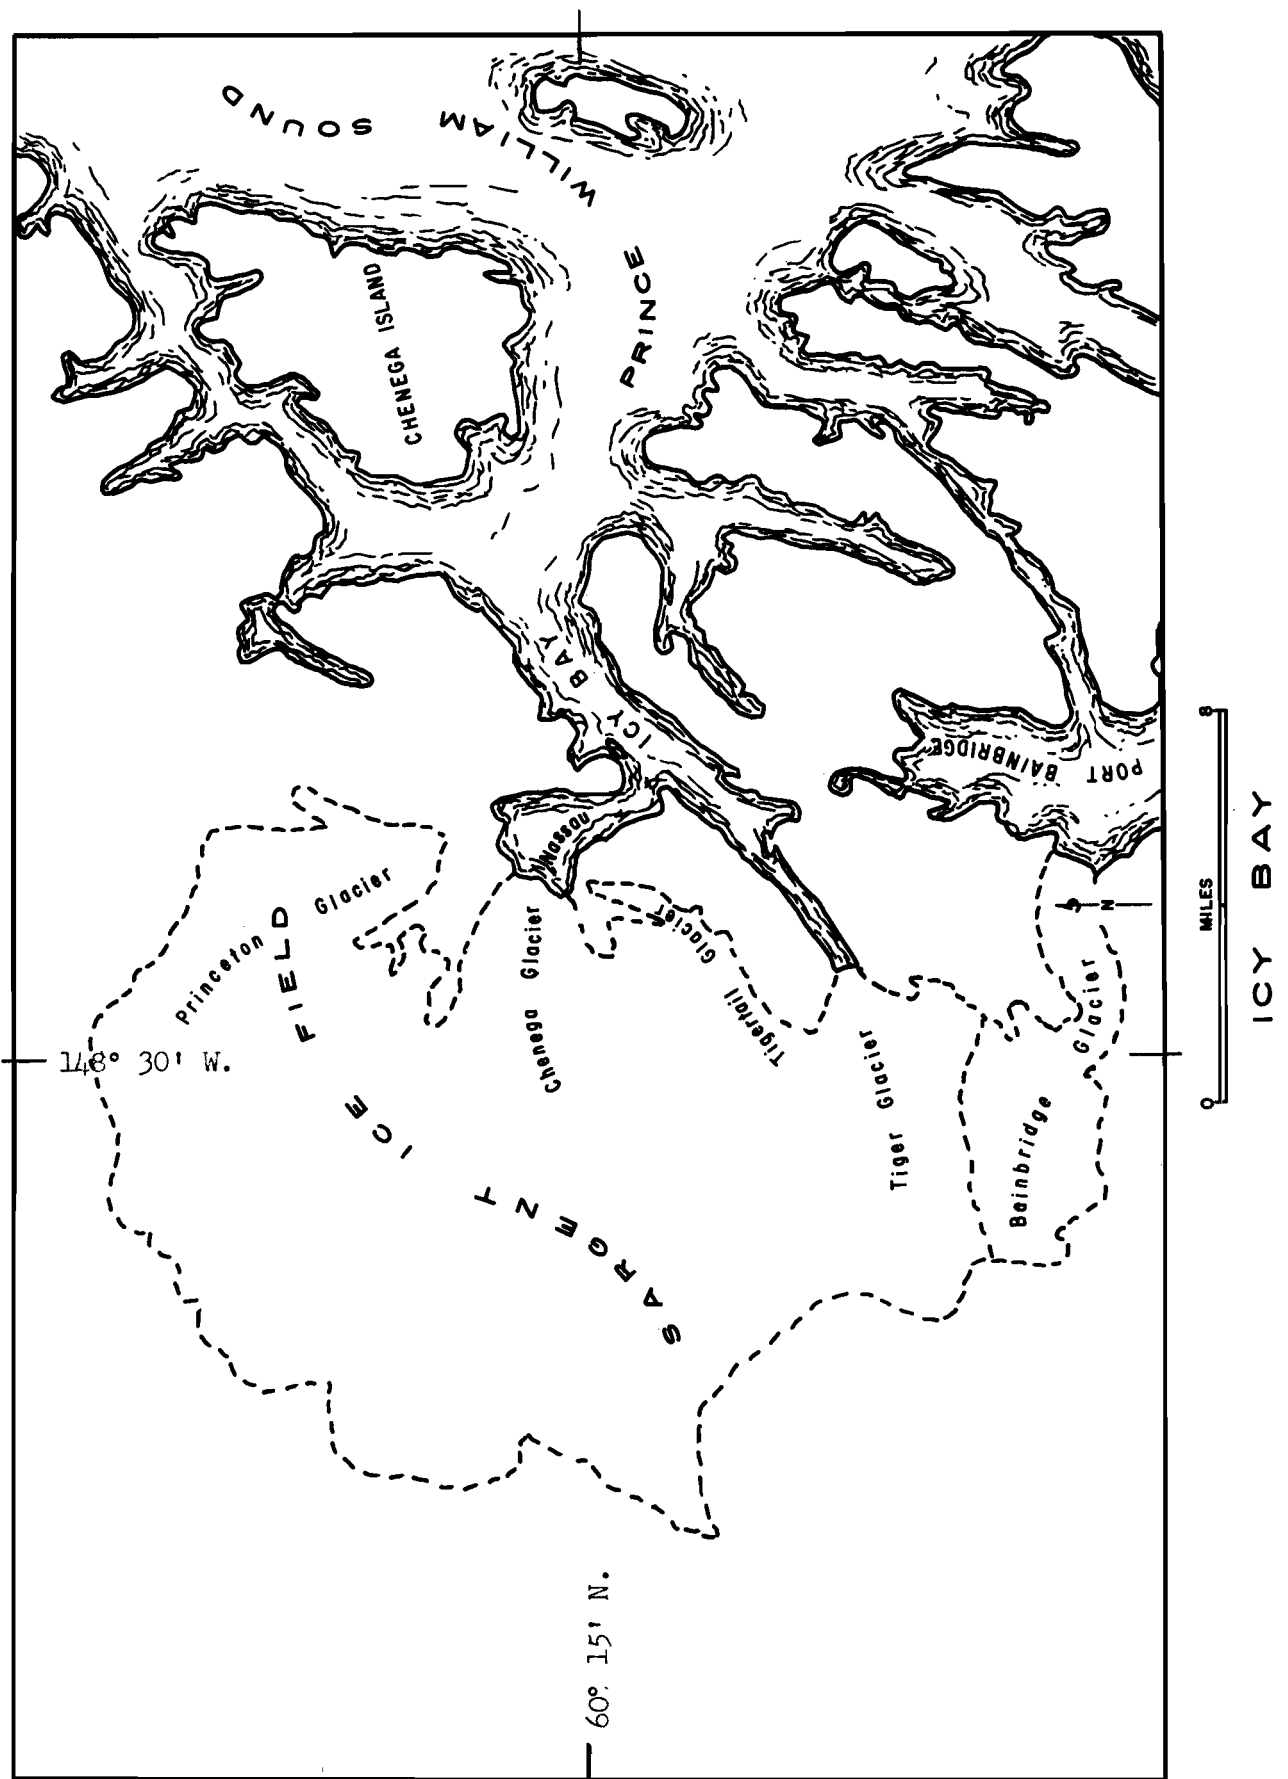 PRINCE WILLIAM SOUND
CHENEGA ISLAND
ICY BAY
Nassau
PORT
BAINBRIDGE
Princeton Glacier
SARGENT ICE FIELD
Chenega Glacier
Tigertail Glacier
Tiger Glacier
Bainbridge Glacier
N
148° 30' W.
60° 15' N.
0 MILES 8
ICY BAY